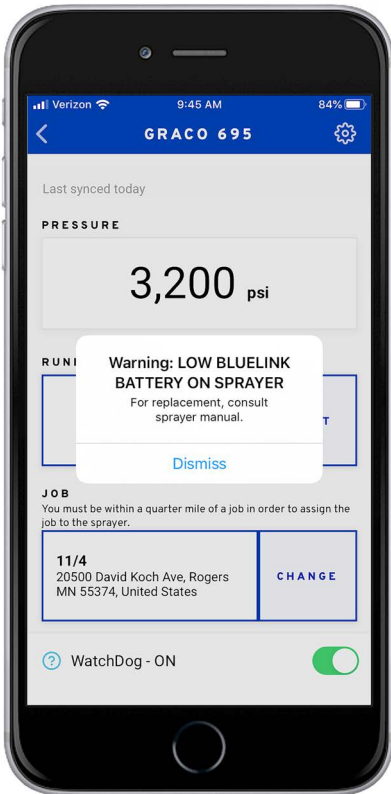 Verizon 9:45 AM 84%
GRACO 695
Last synced today
PRESSURE
3,200 psi
Warning: LOW BLUELINK
BATTERY ON SPRAYER
For replacement, consult
sprayer manual.
Dismiss
JOB
You must be within a quarter mile of a job in order to assign the
job to the sprayer.
11/4
20500 David Koch Ave, Rogers
MN 55374, United States
CHANGE
? WatchDog - ON